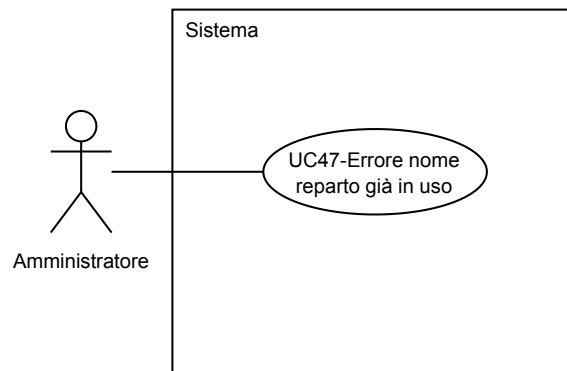 Sistema
UC47-Errore nome
reparto già in uso
Amministratore